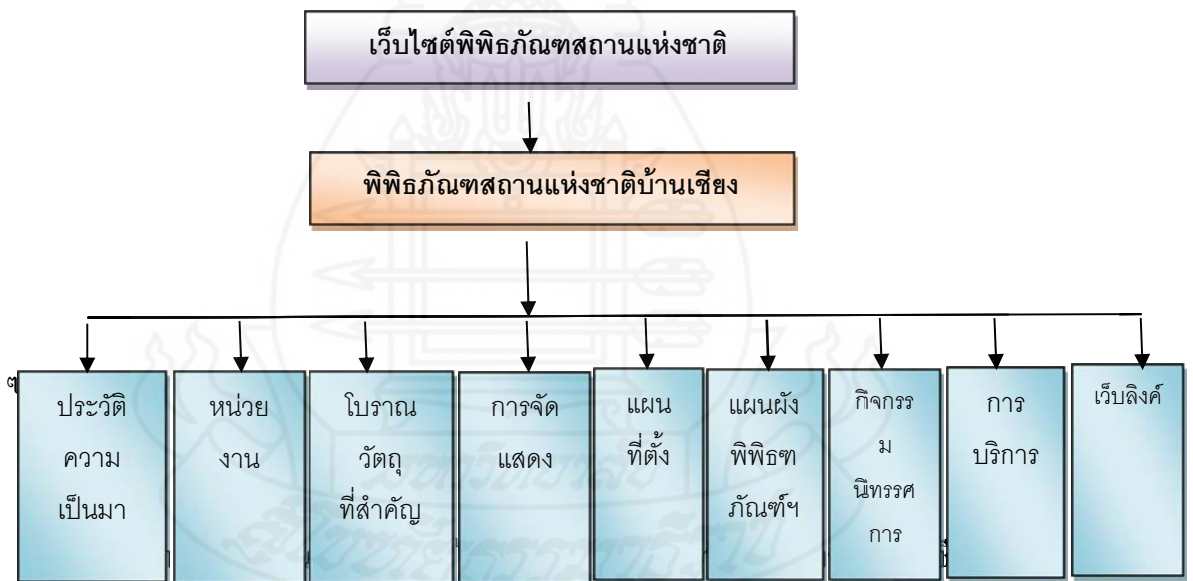 เว็บไซต์พิพิธภัณฑสถานแห่งชาติ
พิพิธภัณฑสถานแห่งชาติบ้านเชียง
ประวัติ
ความ
เป็นมา
หน่วย
งาน
โบราณ
วัตถุ
ที่สำคัญ
การจัด
แสดง
แผน
ที่ตั้ง
แผนผัง
พิพิธฑ
ภัณฑ์ฯ
กิจกรร
ม
นิทรรศ
การ
การ
บริการ
เว็บลิงค์